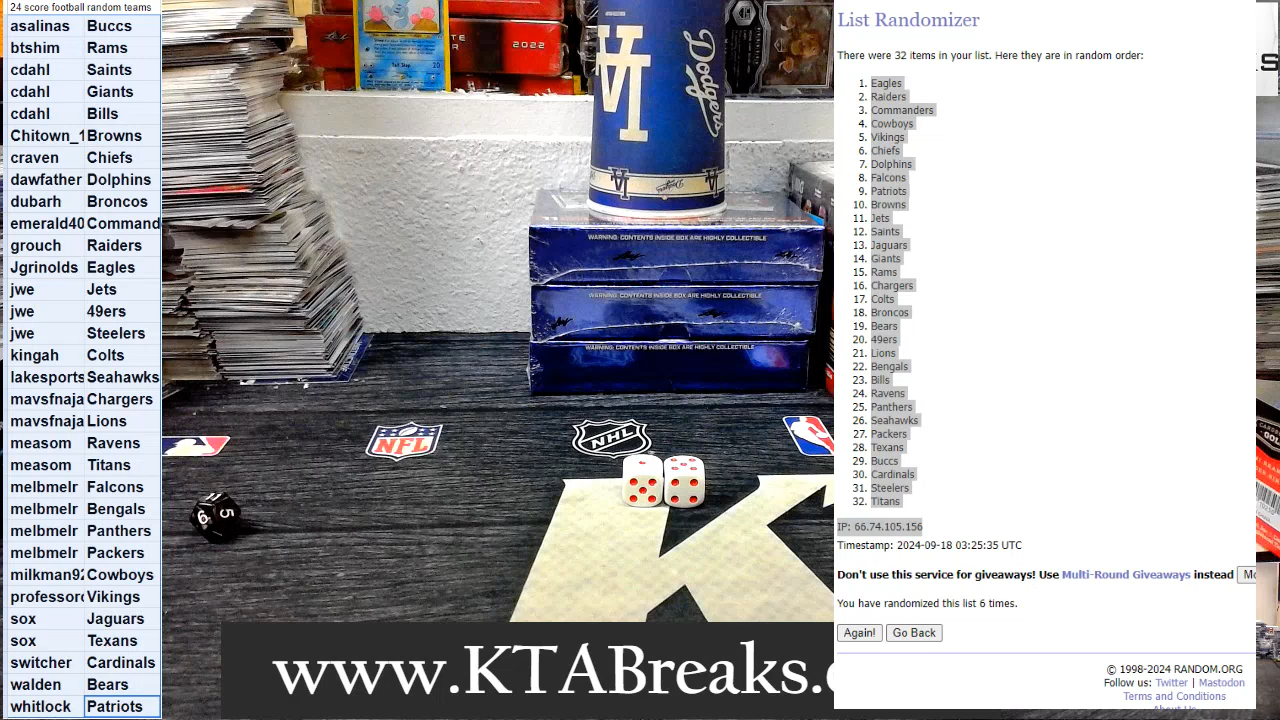 24 score football random teams
asalinas Buccs
btshim Rams
cdahl Saints
cdahl Giants
cdahl Bills
Chitown_1 Browns
craven Chiefs
dawfather Dolphins
dubarh Broncos
emerald40 Command
grouch Raiders
Jgrinolds Eagles
jwe Jets
jwe 49ers
jwe Steelers
kingah Colts
lakesports Seahawks
mavsfnaja Chargers
mavsfnaja Lions
measom Ravens
measom Titans
melbmelr Falcons
melbmelr Bengals
melbmelr Panthers
melbmelr Packers
milkman92 Cowboys
professoro Vikings
sox Jaguars
sox Texans
switcher Cardinals
switcher Bears
whitlock Patriots
2022
20
Dodgers
WARNING: CONTENTS INSIDE BOX ARE HIGHLY COLLECTIBLE
WARNING: CONTENTS INSIDE BOX ARE HIGHLY COLLECTIBLE
WARNING: CONTENTS INSIDE BOX ARE HIGHLY COLLECTIBLE
NFL
NHL
5
www.KTABreaks.c
List Randomizer
There were 32 items in your list. Here they are in random order:
1. Eagles
2. Raiders
3. Commanders
4. Cowboys
5. Vikings
6. Chiefs
7. Dolphins
8. Falcons
9. Patriots
10. Browns
11. Jets
12. Saints
13. Jaguars
14. Giants
15. Rams
16. Chargers
17. Colts
18. Broncos
19. Bears
20. 49ers
21. Lions
22. Bengals
23. Bills
24. Ravens
25. Panthers
26. Seahawks
27. Packers
28. Texans
29. Buccs
30. Cardinals
31. Steelers
32. Titans
IP: 66.74.105.156
Timestamp: 2024-09-18 03:25:35 UTC
Don't use this service for giveaways! Use Multi-Round Giveaways instead Mo
You have randomized this list 6 times.
Again! Go Back
© 1998-2024 RANDOM.ORG
Follow us: Twitter | Mastodon
Terms and Conditions
About Us